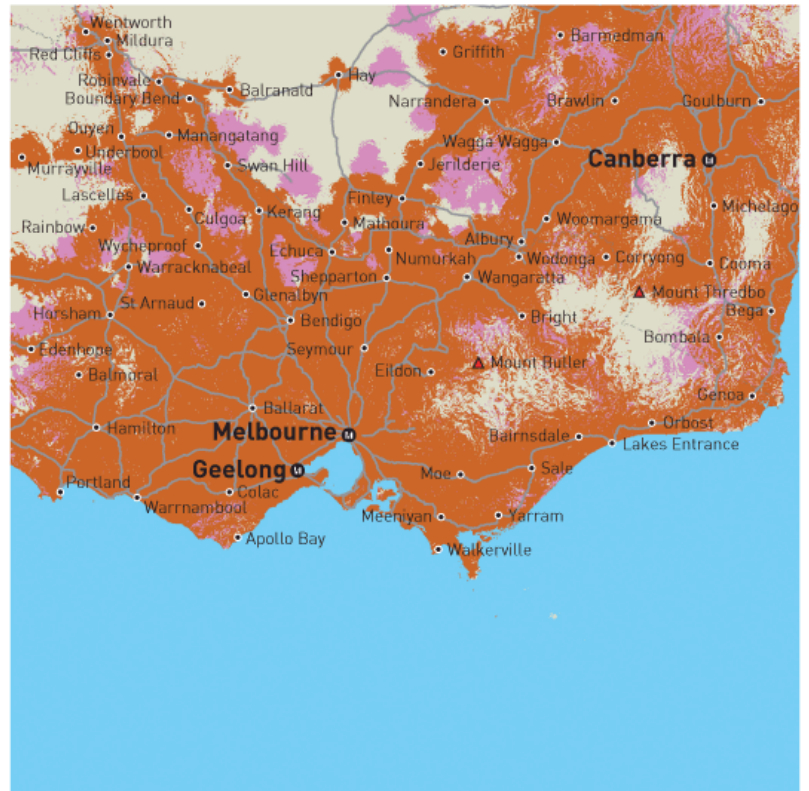 Wentworth
Mildura
Barmedman
Red Cliffs
Griffith
Robinvale
Hay
Balranald
Boundary Bend
Narrandera
Brawlin
Goulburn
Ouyen
Manangatang
Wagga Wagga
Underbool
Canberra
M
Murrayville
Swan Hill
Jerilderie
Lascelles
Finley
Michelago
Culgoa
Kerang
Mathoura
Woomargama
Rainbow
Wycheproof
Echuca
Albury
Numurkah
Wodonga
Corryong
Cooma
Warracknabeal
Shepparton
Wangaratta
St Arnaud
Glenalbyn
Mount Thredbo
Horsham
Bendigo
Bright
Bega
Edenhope
Seymour
Bombala
Balmoral
Eildon
Mount Buller
Genoa
Ballarat
Orbost
Hamilton
Melbourne
M
Bairnsdale
Lakes Entrance
Geelong
M
Moe
Sale
Portland
Colac
Warrnambool
Meeniyan
Yarram
Apollo Bay
Walkerville